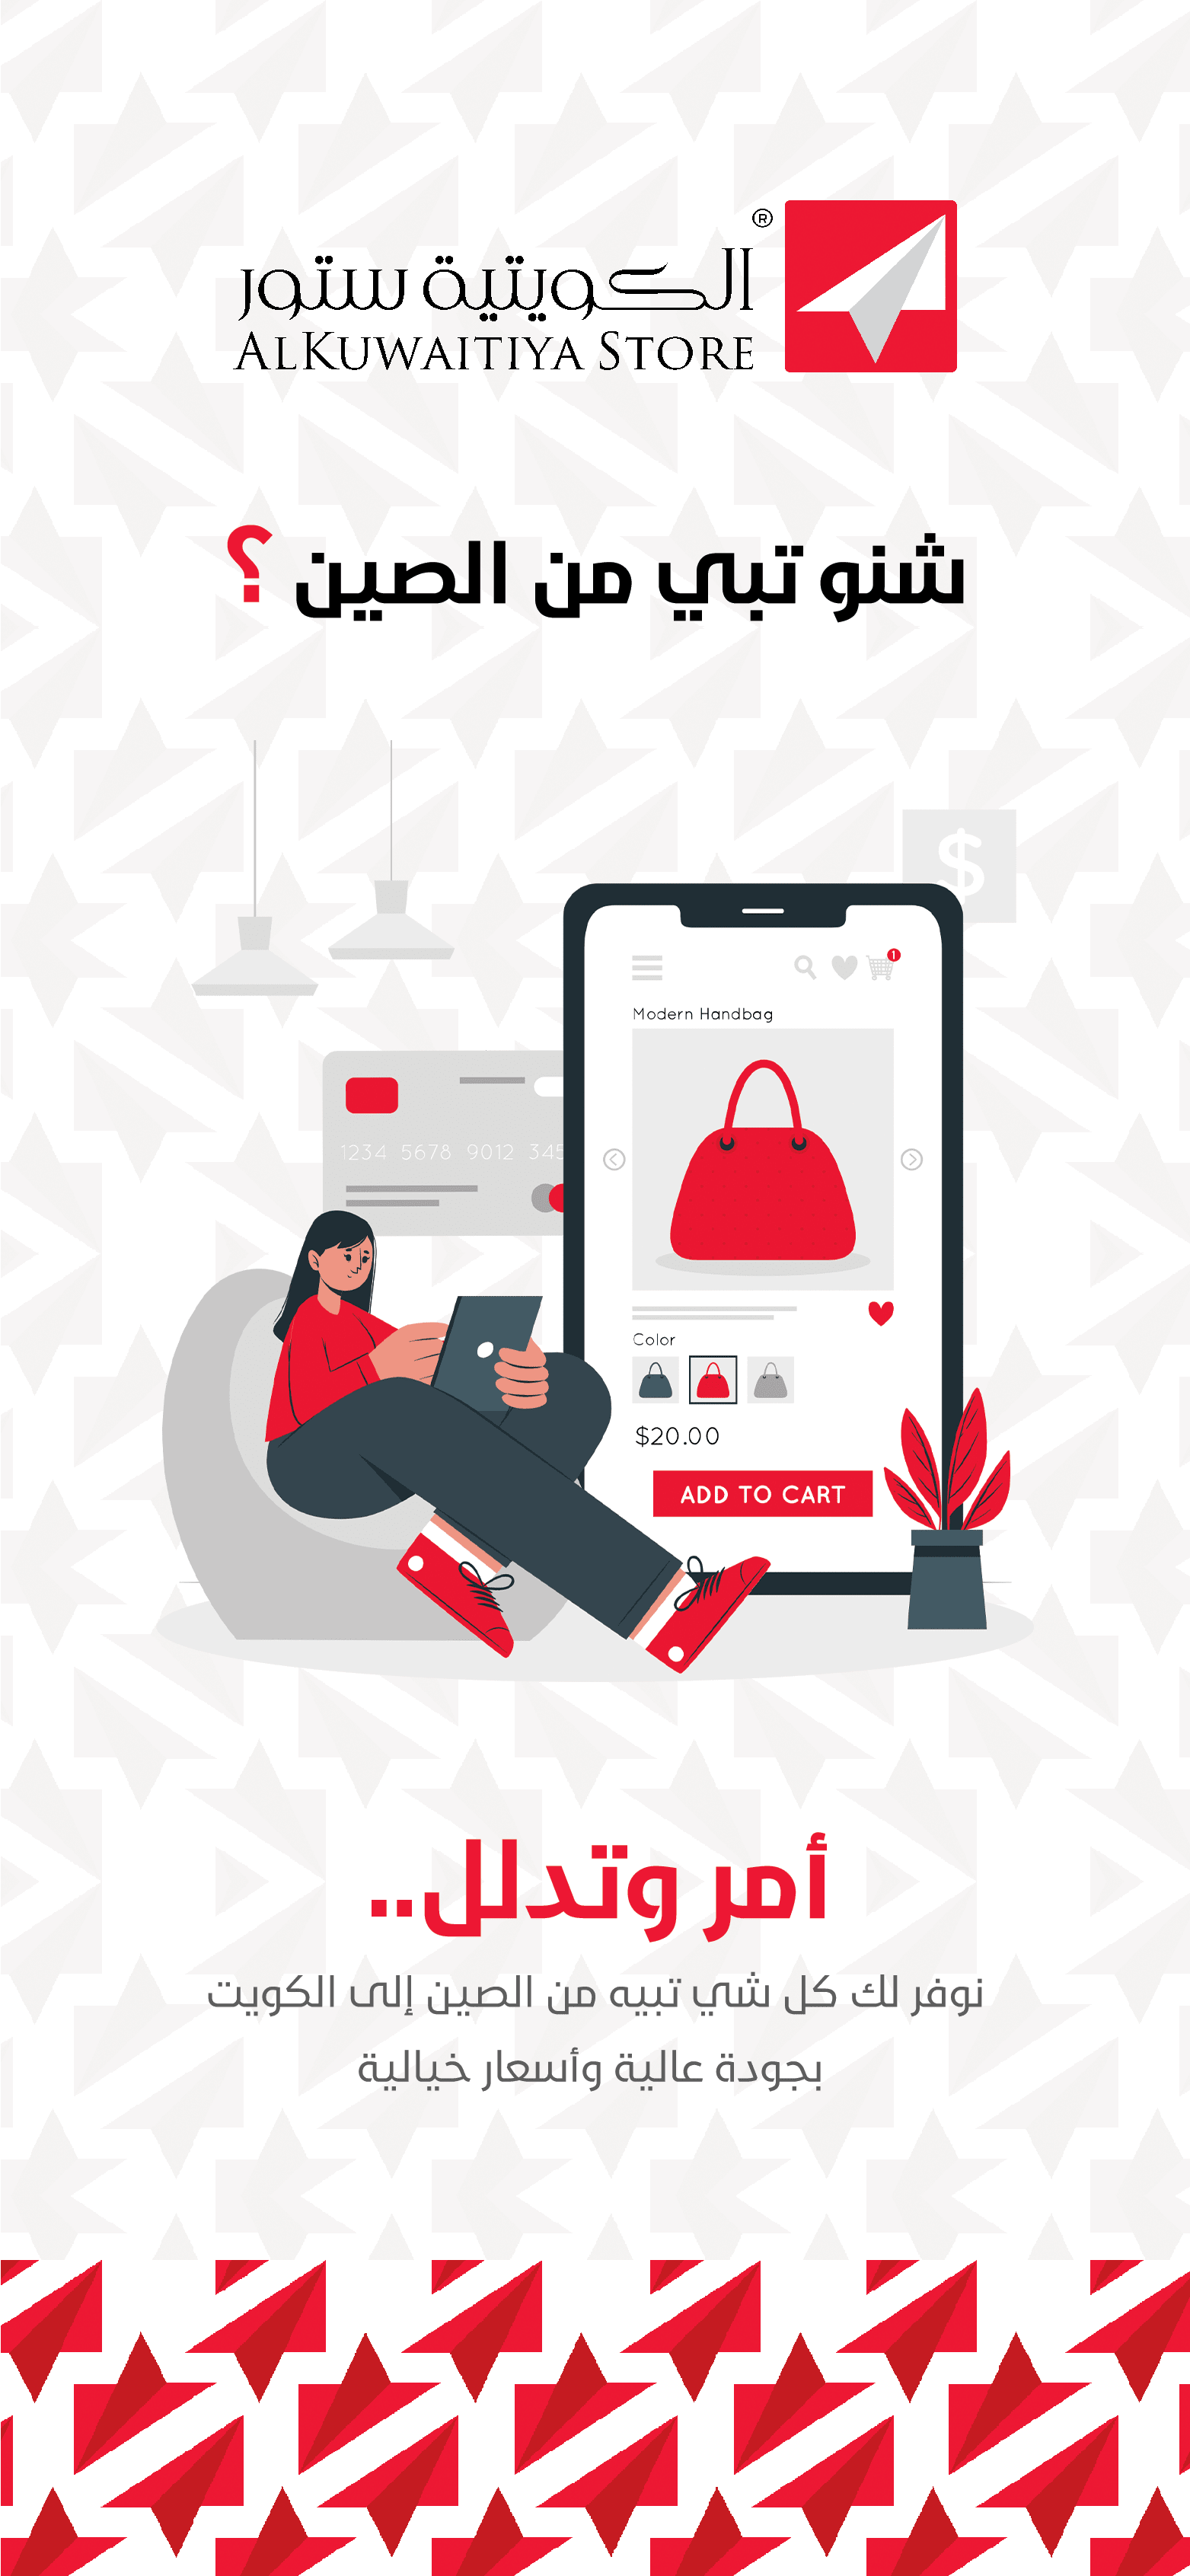 الكويتية ستور ®
ALKUWAITIYA STORE
شنو تبي من الصين ؟
$
1
Modern Handbag
1234 5678 9012 345
Color
$20.00
ADD TO CART
أمر وتدلل..
نوفر لك كل شي تبيه من الصين إلى الكويت
بجودة عالية وأسعار خيالية